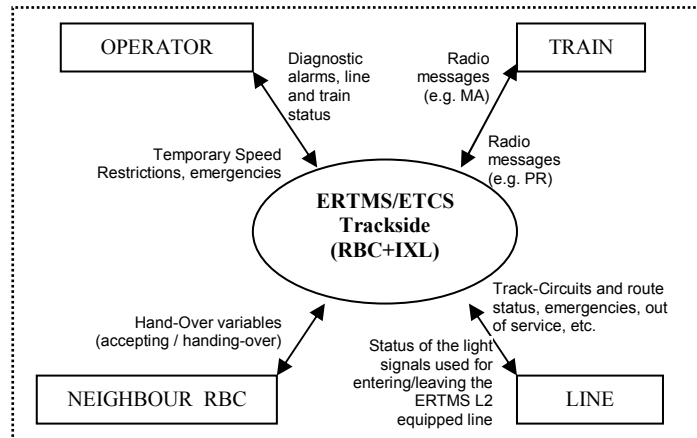 OPERATOR
TRAIN
Diagnostic
alarms, line
and train
status
Radio
messages
(e.g. MA)
Temporary Speed
Restrictions, emergencies
Radio
messages
(e.g. PR)
ERTMS/ETCS
Trackside
(RBC+IXL)
Hand-Over variables
(accepting / handing-over)
Track-Circuits and route
status, emergencies, out
of service, etc.
Status of the light
signals used for
entering/leaving the
ERTMS L2
equipped line
NEIGHBOUR RBC
LINE